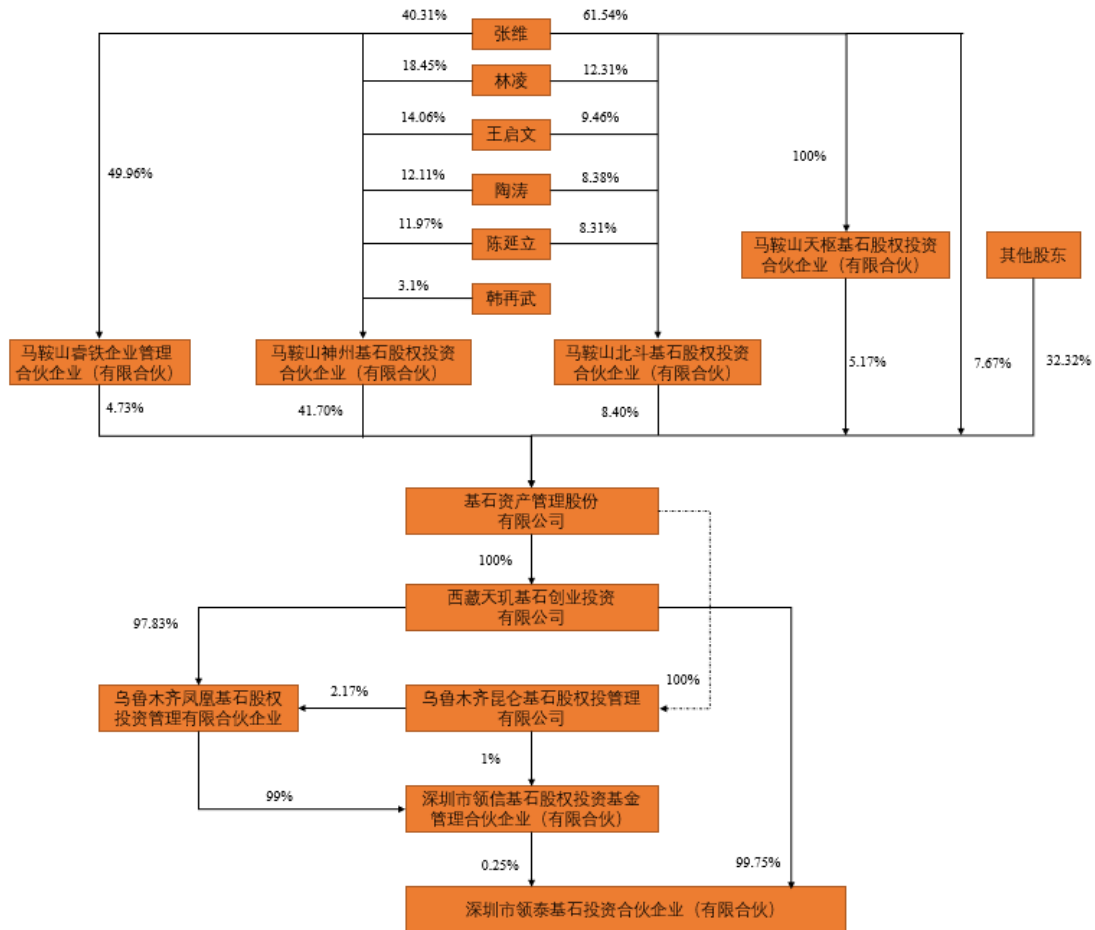 40.31%
张维
61.54%
18.45%
林凌
12.31%
14.06%
王启文
9.46%
49.96%
12.11%
陶涛
8.38%
100%
11.97%
陈延立
8.31%
马鞍山天枢基石股权投资
合伙企业（有限合伙）
其他股东
3.1%
韩再武
马鞍山睿铁企业管理
合伙企业（有限合伙）
马鞍山神州基石股权投资
合伙企业（有限合伙）
马鞍山北斗基石股权投资
合伙企业（有限合伙）
5.17%
7.67%
32.32%
4.73%
41.70%
8.40%
基石资产管理股份
有限公司
100%
西藏天玑基石创业投资
有限公司
97.83%
乌鲁木齐凤凰基石股权
投资管理有限合伙企业
2.17%
乌鲁木齐昆仑基石股权投管理
有限公司
100%
1%
99%
深圳市领信基石股权投资基金
管理合伙企业（有限合伙）
0.25%
99.75%
深圳市领泰基石投资合伙企业（有限合伙）